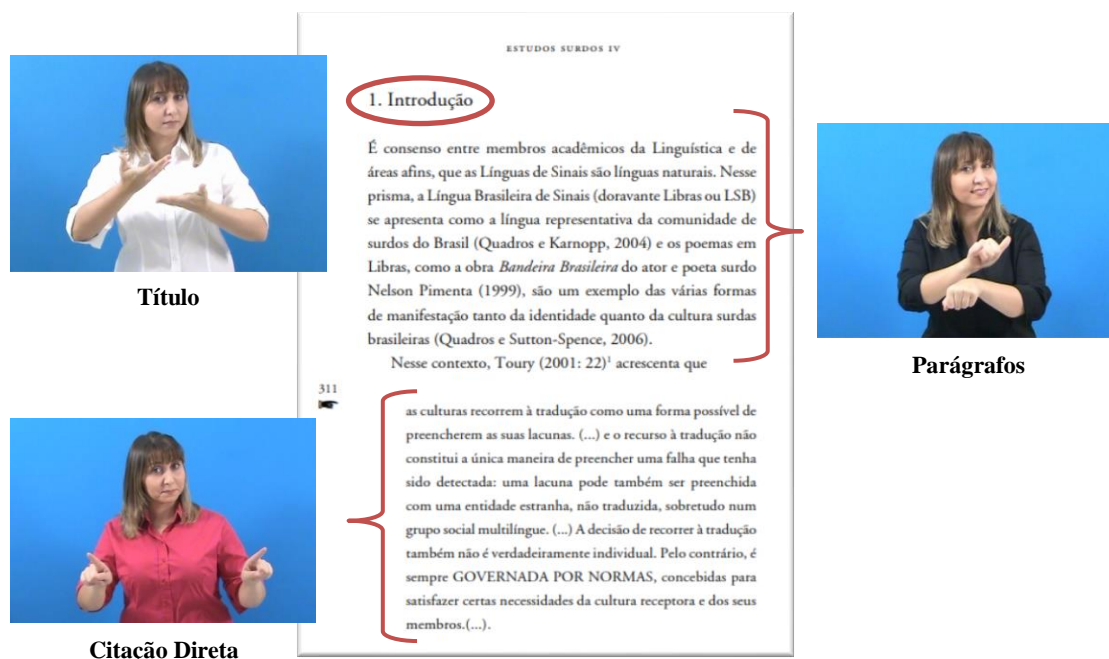 ESTUDOS SURDOS IV
1. Introdução
É consenso entre membros acadêmicos da Linguística e de
áreas afins, que as Línguas de Sinais são línguas naturais. Nesse
prisma, a Língua Brasileira de Sinais (doravante Libras ou LSB)
se apresenta como a língua representativa da comunidade de
surdos do Brasil (Quadros e Karnopp, 2004) e os poemas em
Libras, como a obra Bandeira Brasileira do ator e poeta surdo
Nelson Pimenta (1999), são um exemplo das várias formas
de manifestação tanto da identidade quanto da cultura surdas
brasileiras (Quadros e Sutton-Spence, 2006).
Nesse contexto, Toury (2001: 22)¹ acrescenta que
311
as culturas recorrem à tradução como uma forma possível de
preencherem as suas lacunas. (...) e o recurso à tradução não
constitui a única maneira de preencher uma falha que tenha
sido detectada: uma lacuna pode também ser preenchida
com uma entidade estranha, não traduzida, sobretudo num
grupo social multilíngue. (...) A decisão de recorrer à tradução
também não é verdadeiramente individual. Pelo contrário, é
sempre GOVERNADA POR NORMAS, concebidas para
satisfazer certas necessidades da cultura receptora e dos seus
membros.(...).
Título
Parágrafos
Citacão Direta